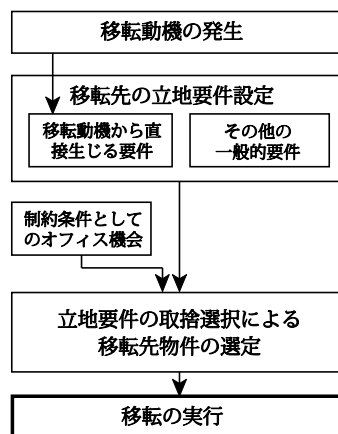 移転動機の発生
移転先の立地要件設定
移転動機から直
接生じる要件
その他の
一般的要件
制約条件として
のオフィス機会
立地要件の取捨選択による
移転先物件の選定
移転の実行